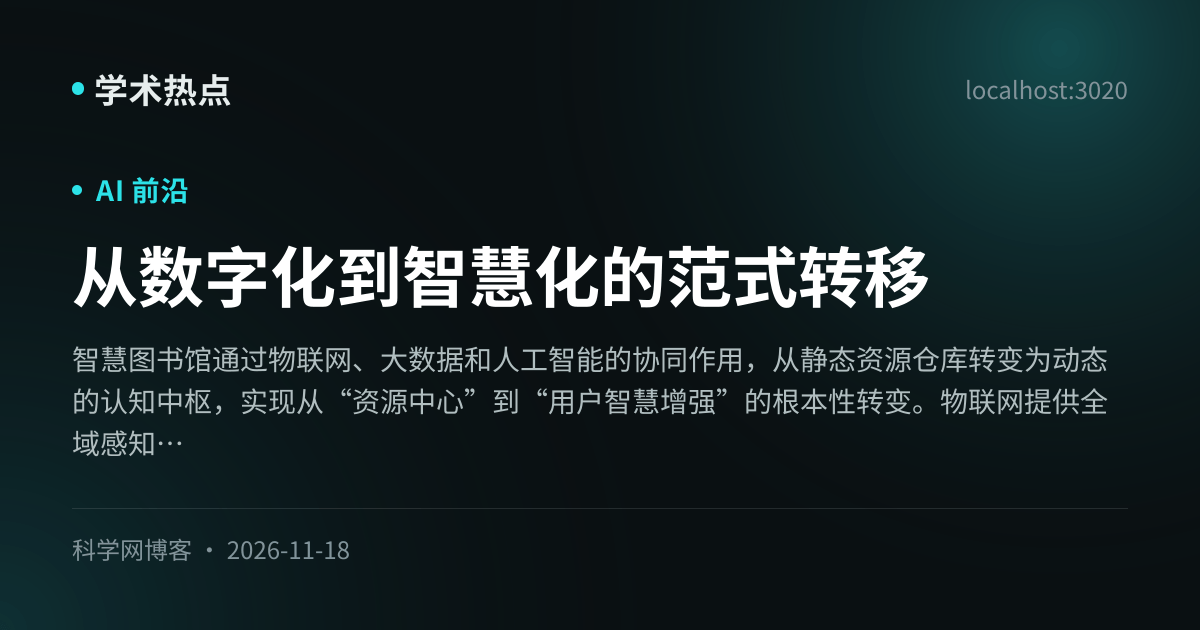 学术热点
localhost:3020
AI 前沿
从数字化到智慧化的范式转移
智慧图书馆通过物联网、大数据和人工智能的协同作用，从静态资源仓库转变为动态
的认知中枢，实现从“资源中心”到“用户智慧增强”的根本性转变。物联网提供全
域感知…
科学网博客 · 2026-11-18